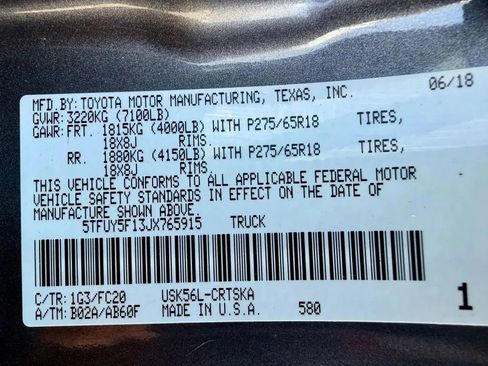 MFD.BY:TOYOTA MOTOR MANUFACTURING, TEXAS, INC. 06/18
GVWR:3220KG (7100LB)
GAWR:FRT. 1815KG (4000LB) WITH P275/65R18 TIRES,
18X8J RIMS.
RR. 1880KG (4150LB) WITH P275/65R18 TIRES,
18X8J RIMS.
THIS VEHICLE CONFORMS TO ALL APPLICABLE FEDERAL MOTOR
VEHICLE SAFETY STANDARDS IN EFFECT ON THE DATE OF
MANUFACTURE SHOWN ABOVE.
5TFUY5F13JX765915 TRUCK
C/TR:1G3/FC20 USK56L-CRTSKA
A/TM:B02A/AB60F MADE IN U.S.A. 580 1